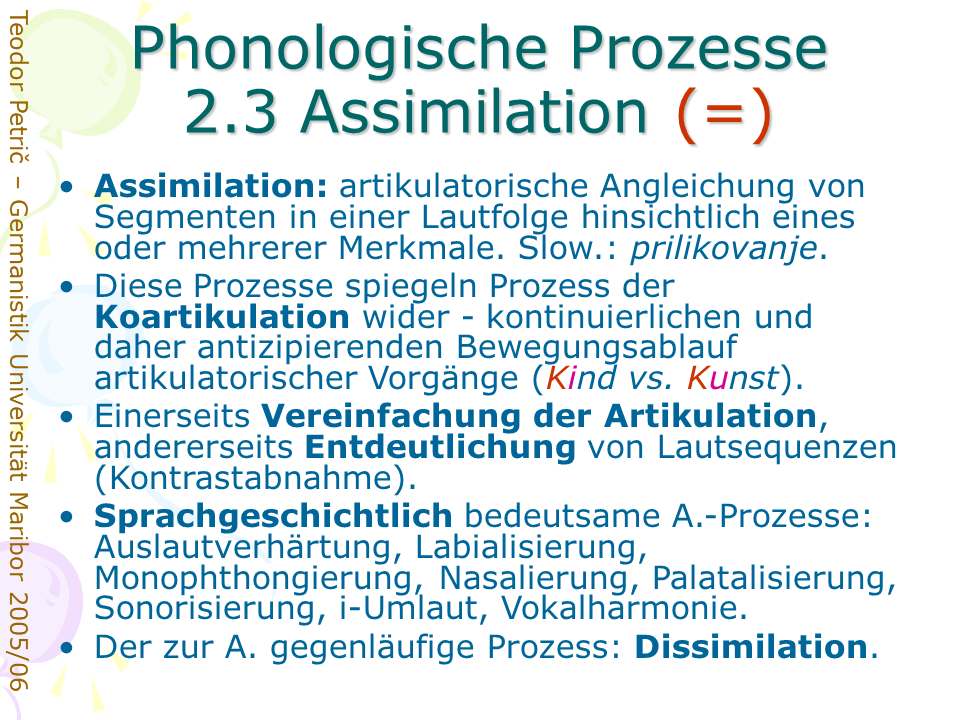 Phonologische Prozesse
2.3 Assimilation (=)
• Assimilation: artikulatorische Angleichung von
Segmenten in einer Lautfolge hinsichtlich eines
oder mehrerer Merkmale. Slow.: prilikovanje.
• Diese Prozesse spiegeln Prozess der
Koartikulation wider - kontinuierlichen und
daher antizipierenden Bewegungsablauf
artikulatorischer Vorgänge (Kind vs. Kunst).
• Einerseits Vereinfachung der Artikulation,
andererseits Entdeutlichung von Lautsequenzen
(Kontrastabnahme).
• Sprachgeschichtlich bedeutsame A.-Prozesse:
Auslautverhärtung, Labialisierung,
Monophthongierung, Nasalierung, Palatalisierung,
Sonorisierung, i-Umlaut, Vokalharmonie.
• Der zur A. gegenläufige Prozess: Dissimilation.
Teodor Petrič – Germanistik Universität Maribor 2005/06